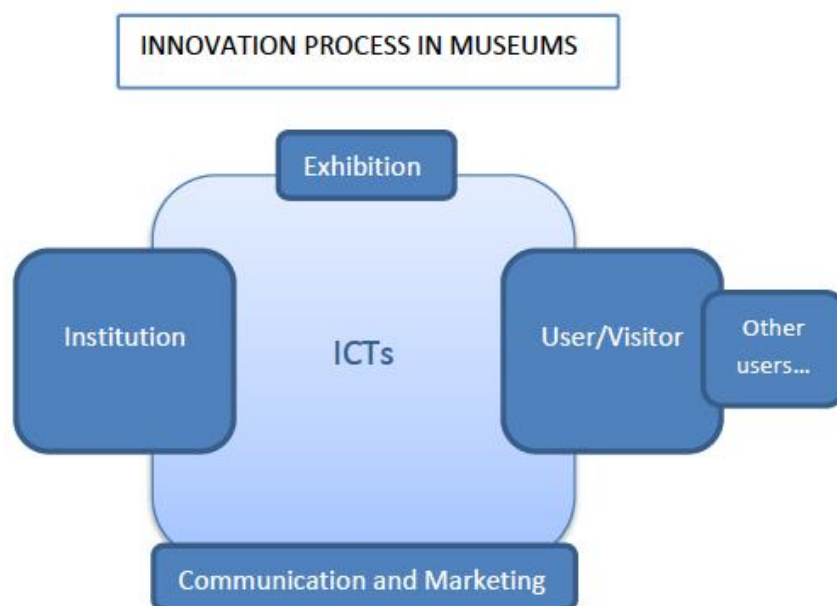 INNOVATION PROCESS IN MUSEUMS
Exhibition
Institution
ICTs
User/Visitor
Other
users...
Communication and Marketing